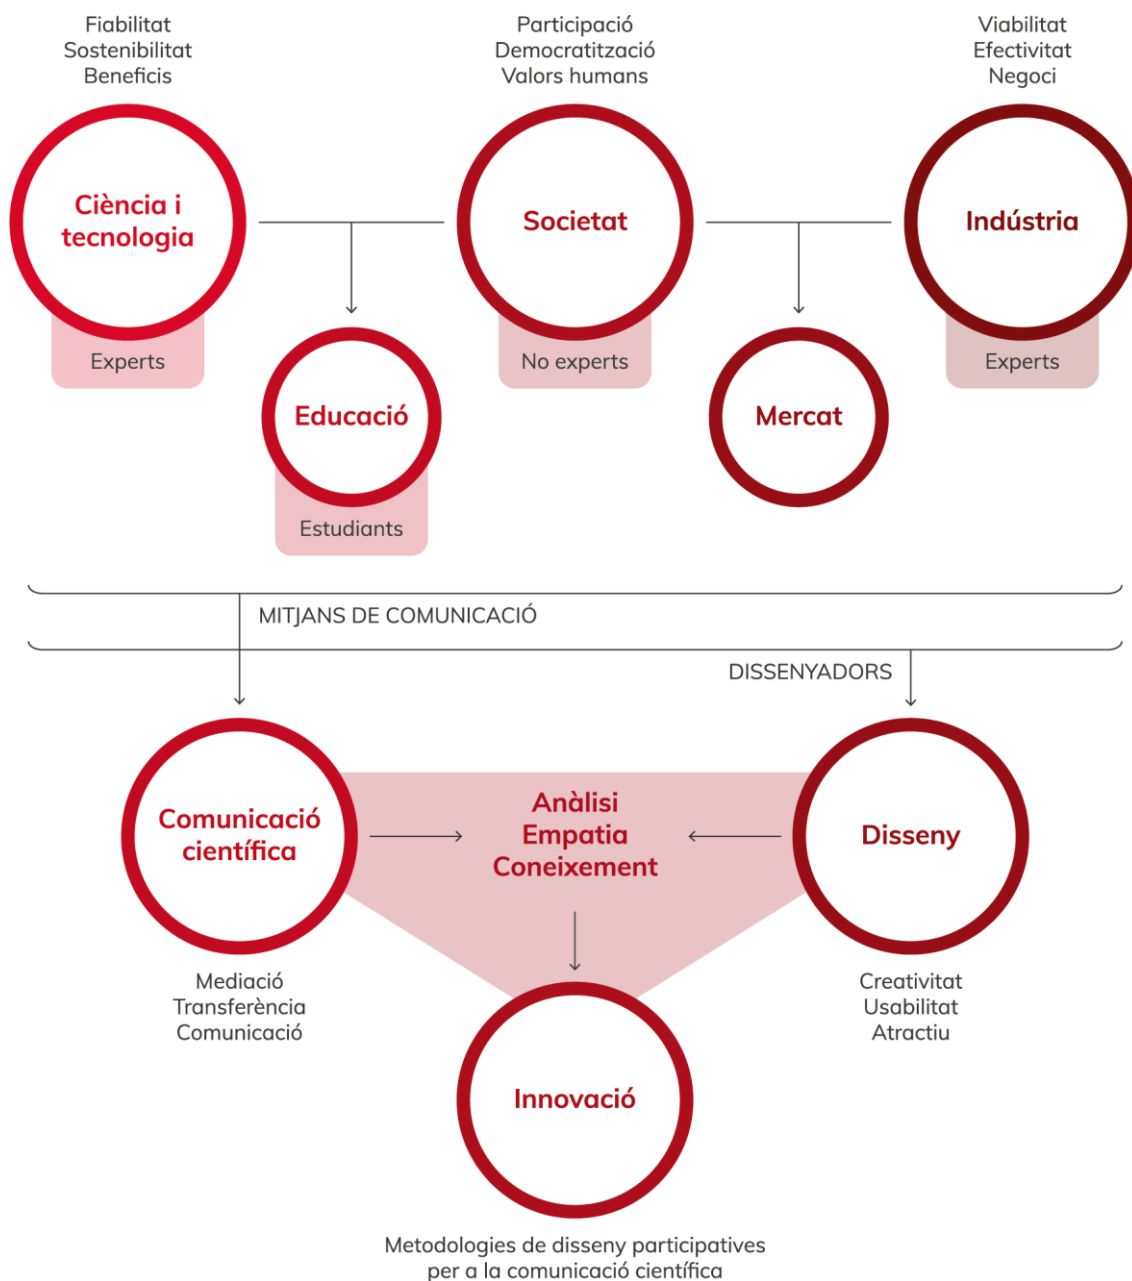 Fiabilitat
Sostenibilitat
Beneficis
Participació
Democratització
Valors humans
Viabilitat
Efectivitat
Negoci
Ciència i
tecnologia
Societat
Indústria
Experts
No experts
Experts
Educació
Mercat
Estudiants
MITJANS DE COMUNICACIÓ
DISSENYADORS
Comunicació
científica
Anàlisi
Empatia
Coneixement
Disseny
Mediació
Transferència
Comunicació
Creativitat
Usabilitat
Atractiu
Innovació
Metodologies de disseny participatives
per a la comunicació científica